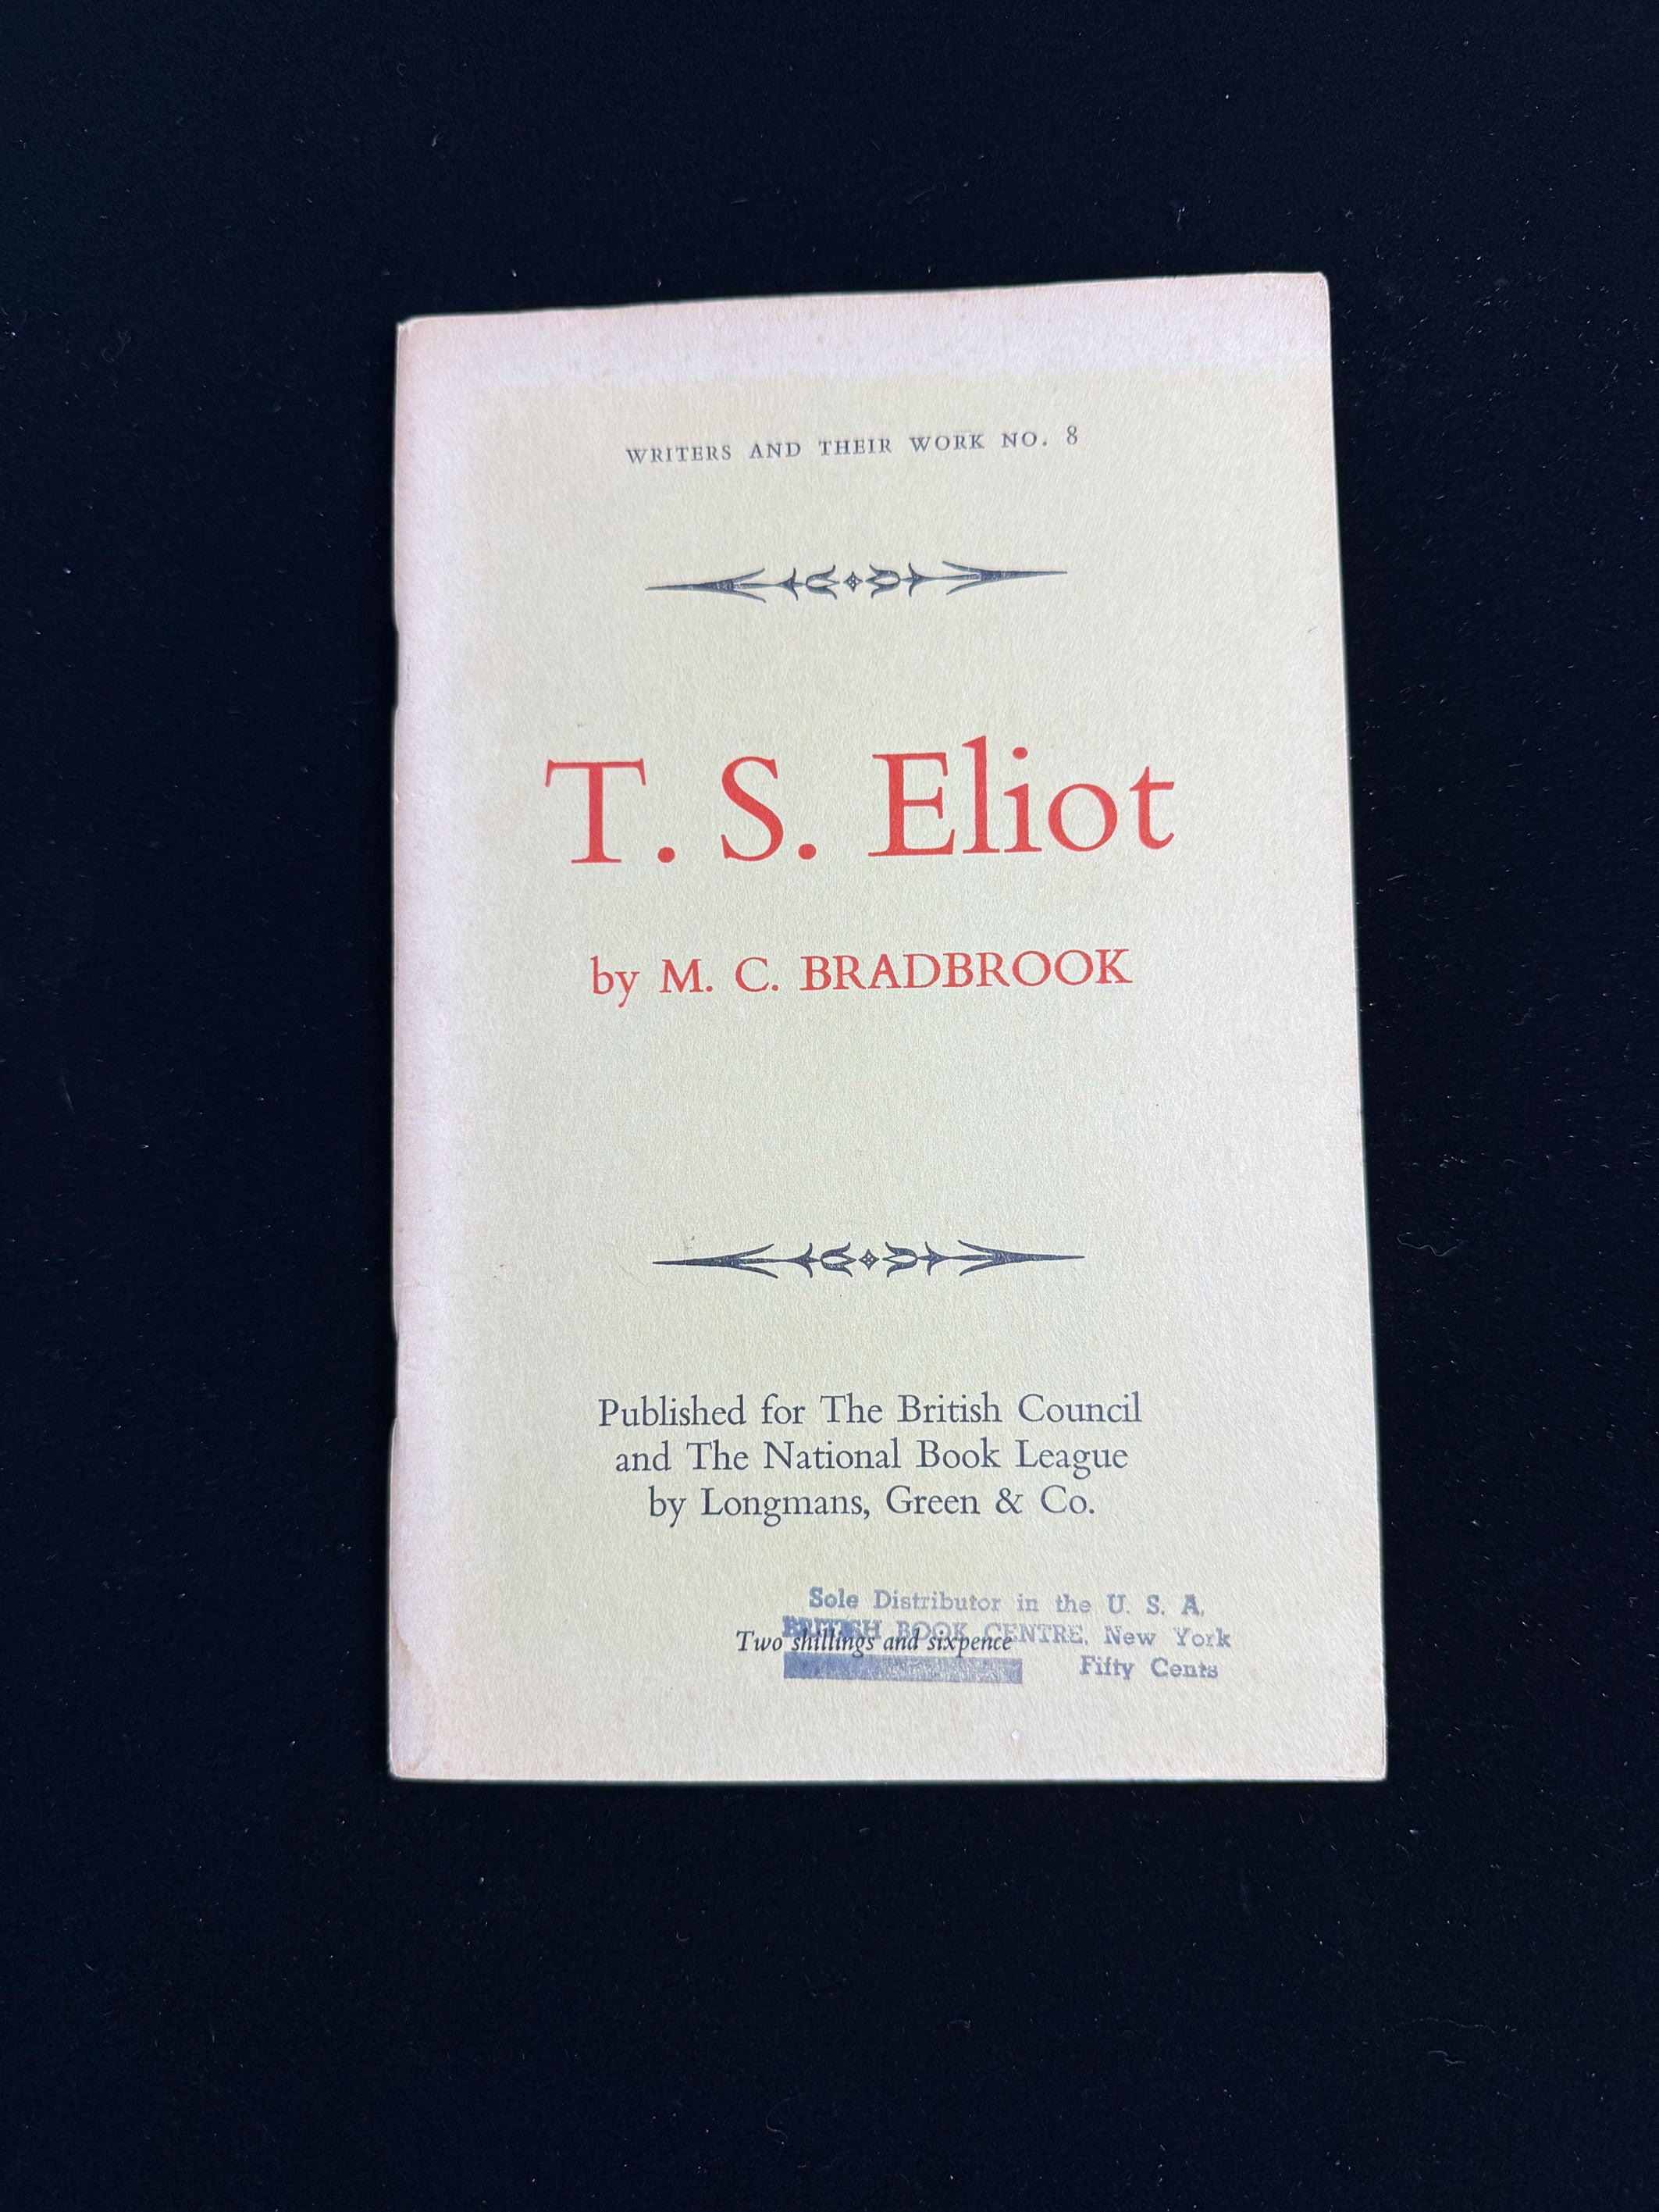 WRITERS AND THEIR WORK NO. 8
T. S. Eliot
by M. C. BRADBROOK
Published for The British Council
and The National Book League
by Longmans, Green & Co.
Sole Distributor in the U. S. A.
BRITISH BOOK CENTRE, New York
Two shillings and sixpence
Fifty Cents